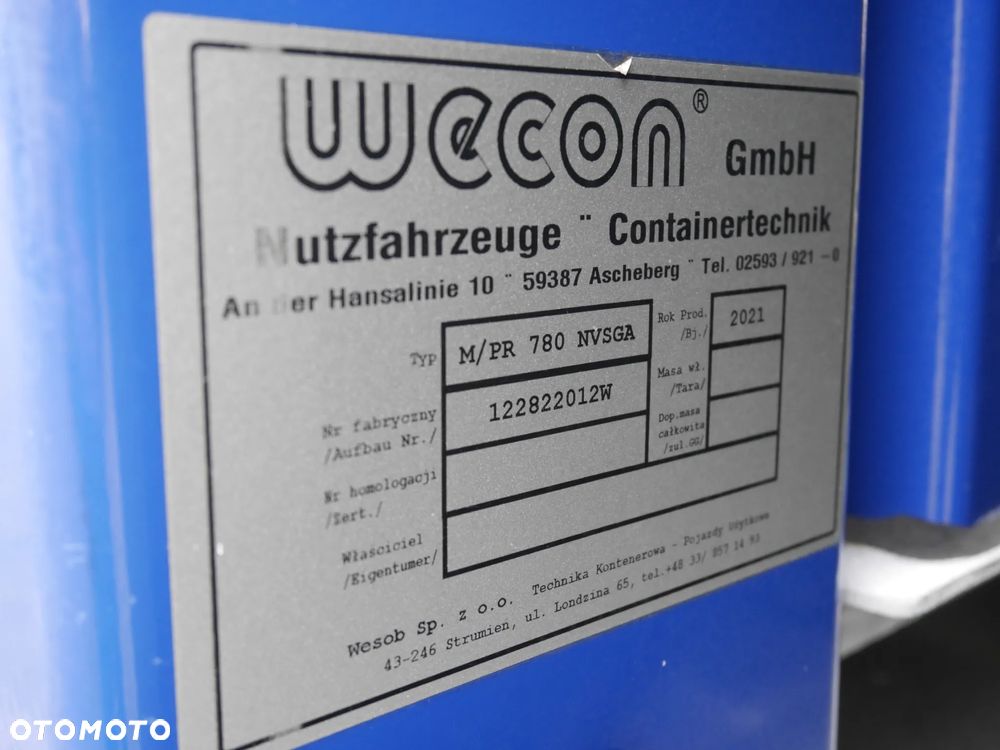 wecon® GmbH
Nutzfahrzeuge ¨ Containertechnik
An der Hansalinie 10 ¨ 59387 Ascheberg ¨ Tel. 02593 / 921 - 0
Typ M/PR 780 NVSGA
Rok Prod. /Bj./ 2021
Nr fabryczny
/Aufbau Nr./ 122822012W
Masa wł.
/Tara/
Nr homologacji
/Zert./
Dop.masa
całkowita
/zul.GG/
Właściciel
/Eigentumer/
Wesob Sp. z o.o. Technika Kontenerowa - Pojazdy Użytkowe
43-246 Strumien, ul. Londzina 65, tel.+48 33/ 857 14 93
OTOMOTO